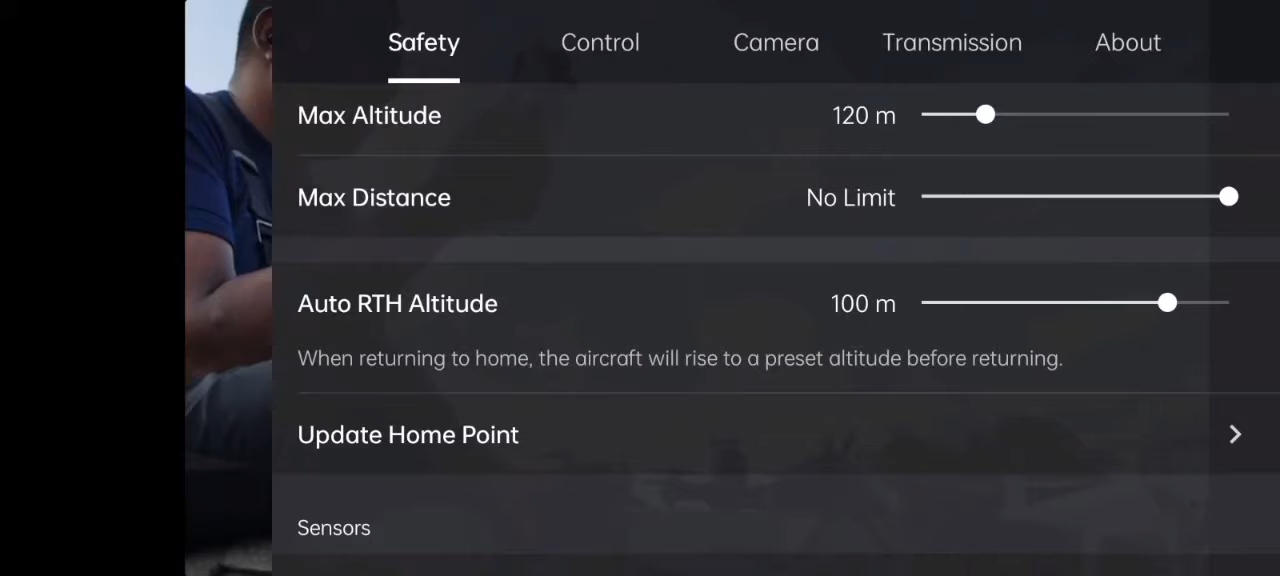 Safety Control Camera Transmission About
Max Altitude 120 m
Max Distance No Limit
Auto RTH Altitude 100 m
When returning to home, the aircraft will rise to a preset altitude before returning.
Update Home Point
Sensors